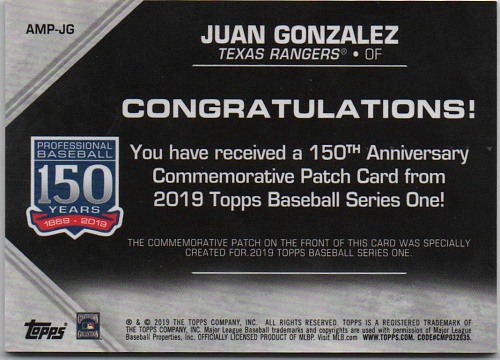 AMP-JG
JUAN GONZALEZ
TEXAS RANGERS® • OF
CONGRATULATIONS!
PROFESSIONAL
BASEBALL
150
YEARS
1869 - 2019
You have received a 150TH Anniversary
Commemorative Patch Card from
2019 Topps Baseball Series One!
THE COMMEMORATIVE PATCH ON THE FRONT OF THIS CARD WAS SPECIALLY
CREATED FOR 2019 TOPPS BASEBALL SERIES ONE.
Topps
® & © 2019 THE TOPPS COMPANY, INC. ALL RIGHTS RESERVED. TOPPS IS A REGISTERED TRADEMARK OF
THE TOPPS COMPANY, INC. Major League Baseball trademarks and copyrights are used with permission of Major League
Baseball Properties, Inc. OFFICIALLY LICENSED PRODUCT OF MLBP. Visit MLB.com WWW.TOPPS.COM. CODE#CMP032635.